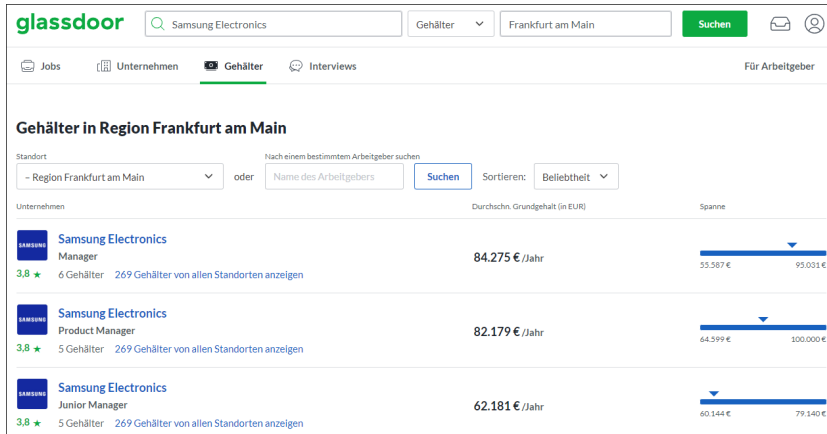 glassdoor Samsung Electronics Gehälter Frankfurt am Main Suchen
Jobs Unternehmen Gehälter Interviews Für Arbeitgeber
Gehälter in Region Frankfurt am Main
Standort Nach einem bestimmtem Arbeitgeber suchen
– Region Frankfurt am Main oder Name des Arbeitgebers Suchen Sortieren: Beliebtheit
Unternehmen Durchschn. Grundgehalt (in EUR) Spanne
SAMSUNG Samsung Electronics
Manager 84.275 € /Jahr
3,8 ★ 6 Gehälter 269 Gehälter von allen Standorten anzeigen 55.587 € 95.031 €
SAMSUNG Samsung Electronics
Product Manager 82.179 € /Jahr
3,8 ★ 5 Gehälter 269 Gehälter von allen Standorten anzeigen 64.599 € 100.000 €
SAMSUNG Samsung Electronics
Junior Manager 62.181 € /Jahr
3,8 ★ 5 Gehälter 269 Gehälter von allen Standorten anzeigen 60.144 € 79.140 €